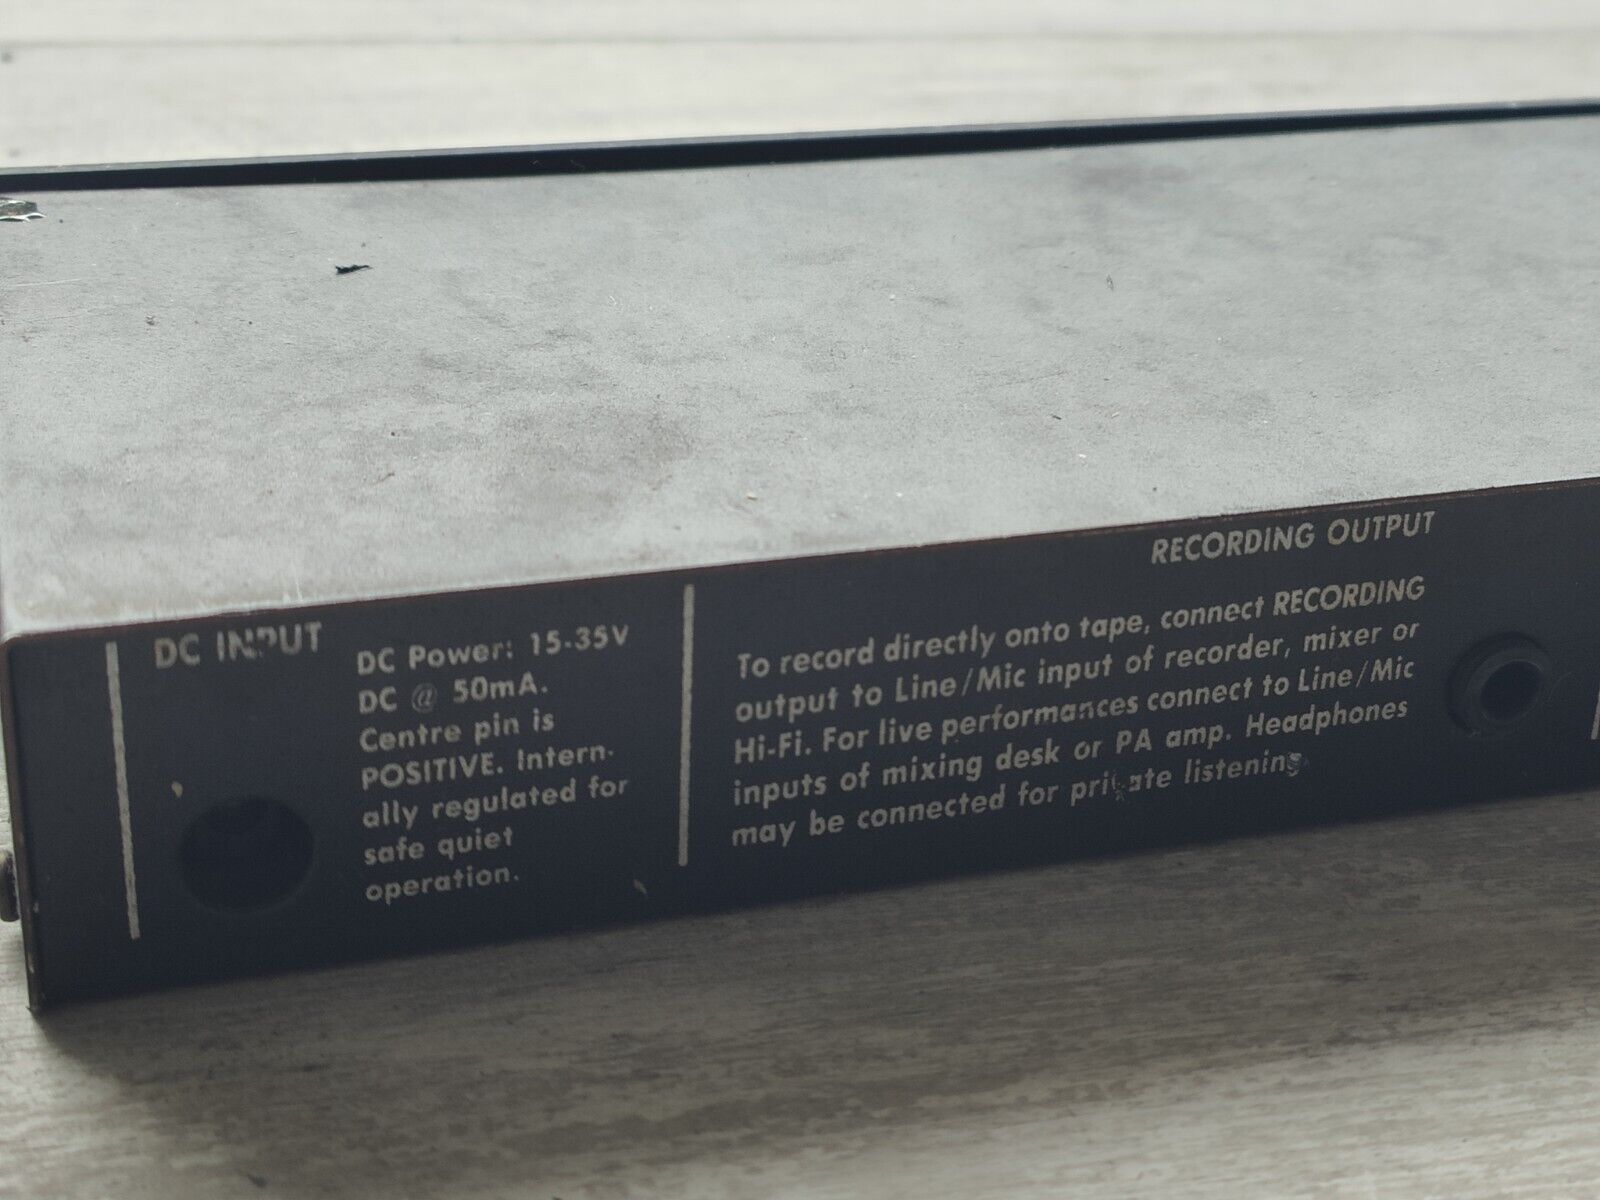 DC INPUT
DC Power: 15-35V
DC @ 50mA.
Centre pin is
POSITIVE. Intern-
ally regulated for
safe quiet
operation.
RECORDING OUTPUT
To record directly onto tape, connect RECORDING
output to Line/Mic input of recorder, mixer or
Hi-Fi. For live performances connect to Line/Mic
inputs of mixing desk or PA amp. Headphones
may be connected for private listening.